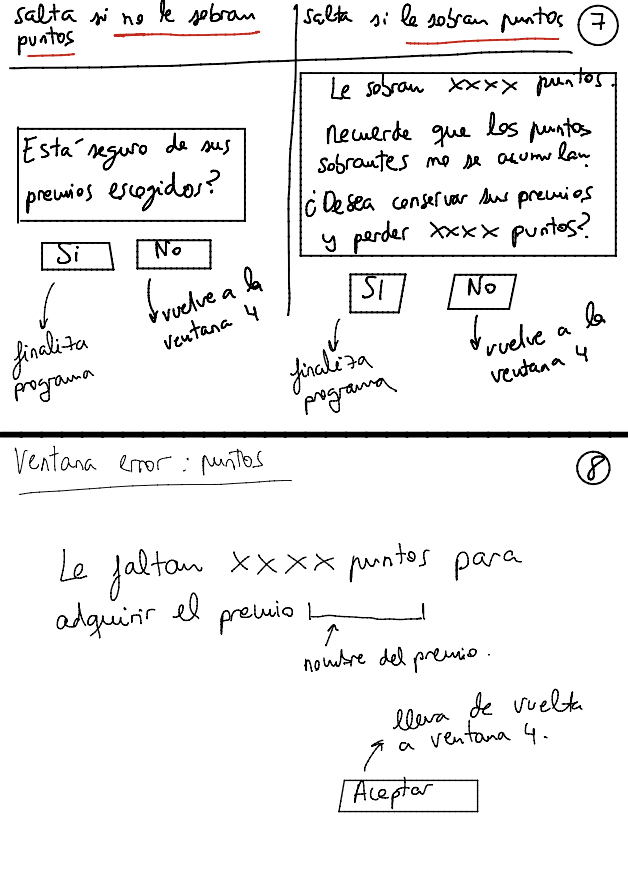 salta si no le sobran
puntos
Está seguro de sus
premios escogidos?
Si
No
finaliza
programa
vuelve a la
ventana 4
salta si le sobran puntos
7
Le sobran xxxx puntos.
Recuerde que los puntos
sobrantes no se acumulan.
¿Desea conservar sus premios
y perder xxxx puntos?
SI
No
finaliza
programa
vuelve a la
ventana 4
Ventana error: puntos
8
Le faltan xxxx puntos para
adquirir el premio
nombre del premio.
lleva de vuelta
a ventana 4.
Aceptar